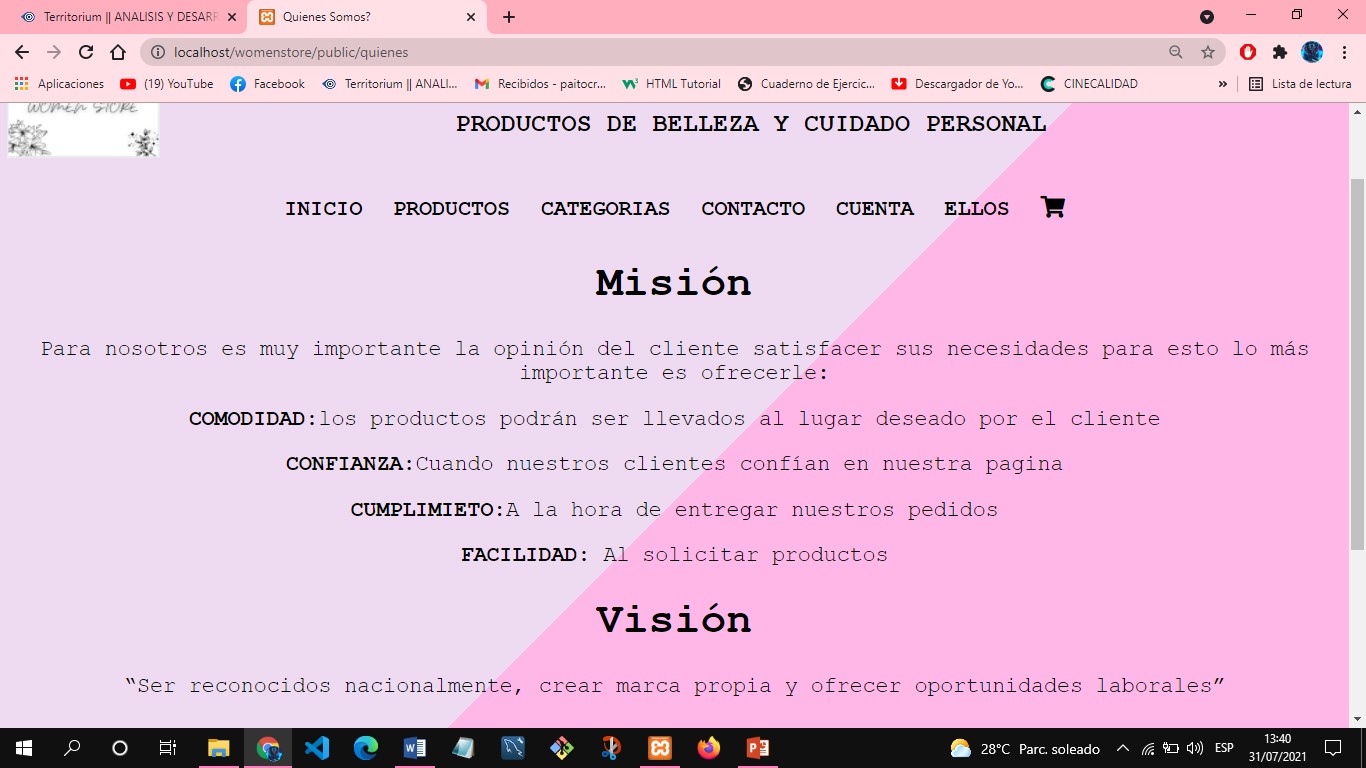 Territorium || ANALISIS Y DESARR
Quienes Somos?
localhost/womenstore/public/quienes
Aplicaciones
(19) YouTube
Facebook
Territorium || ANALI...
Recibidos - paitocr...
HTML Tutorial
Cuaderno de Ejercic...
Descargador de Yo...
CINECALIDAD
»
Lista de lectura
WOMEN STORE
PRODUCTOS DE BELLEZA Y CUIDADO PERSONAL
INICIO PRODUCTOS CATEGORIAS CONTACTO CUENTA ELLOS
Misión
Para nosotros es muy importante la opinión del cliente satisfacer sus necesidades para esto lo más
importante es ofrecerle:
COMODIDAD:los productos podrán ser llevados al lugar deseado por el cliente
CONFIANZA:Cuando nuestros clientes confían en nuestra pagina
CUMPLIMIETO:A la hora de entregar nuestros pedidos
FACILIDAD: Al solicitar productos
Visión
“Ser reconocidos nacionalmente, crear marca propia y ofrecer oportunidades laborales”
28°C Parc. soleado
ESP
13:40
31/07/2021